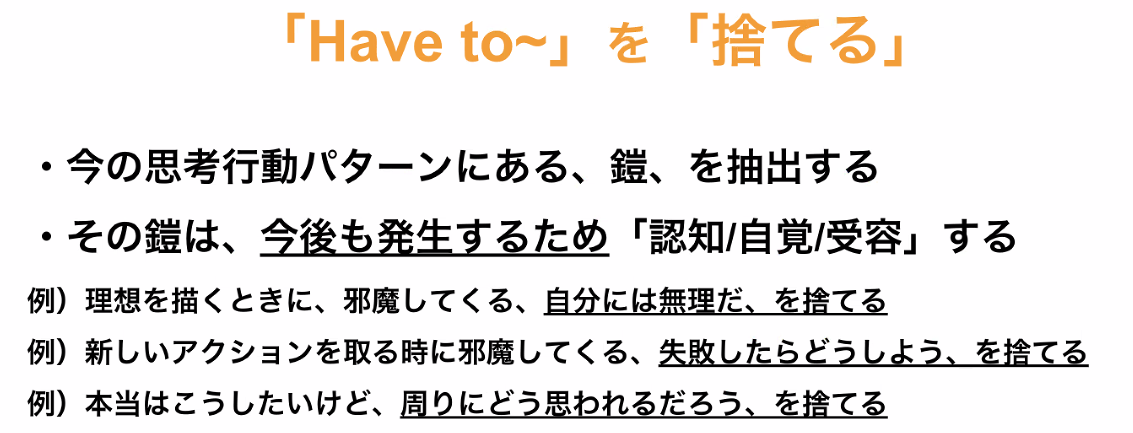 「Have to~」を「捨てる」
・今の思考行動パターンにある、鎧、を抽出する
・その鎧は、今後も発生するため「認知/自覚/受容」する
例）理想を描くときに、邪魔してくる、自分には無理だ、を捨てる
例）新しいアクションを取る時に邪魔してくる、失敗したらどうしよう、を捨てる
例）本当はこうしたいけど、周りにどう思われるだろう、を捨てる